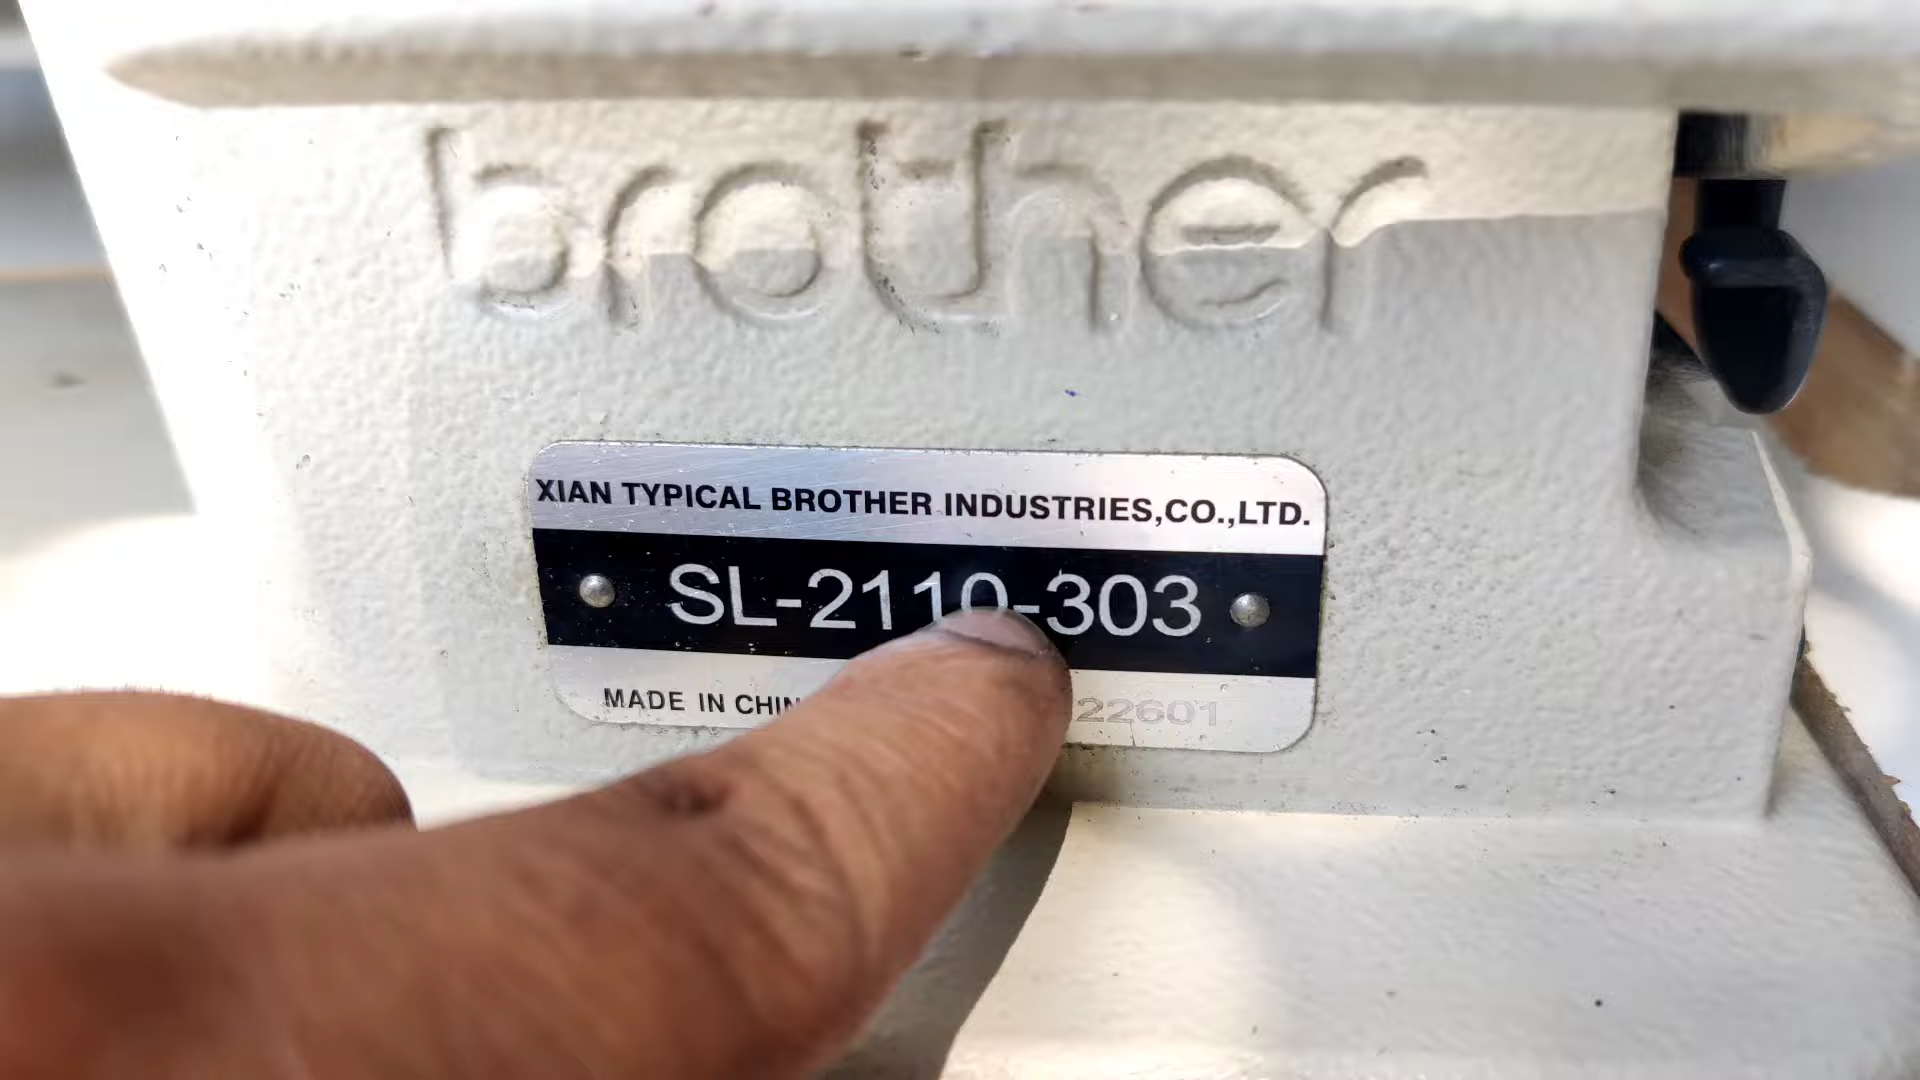 brother
XIAN TYPICAL BROTHER INDUSTRIES,CO.,LTD.
SL-2110-303
MADE IN CHIN 22601